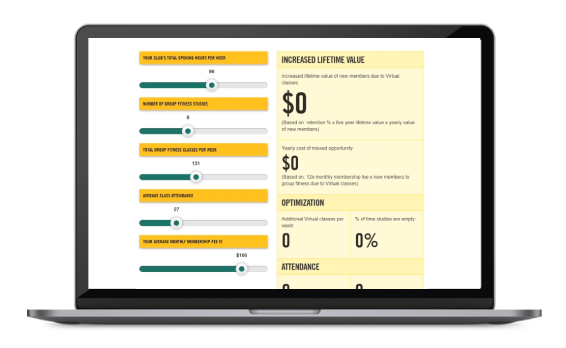 YOUR CLUB'S TOTAL OPENING HOURS PER WEEK
96
NUMBER OF GROUP FITNESS STUDIOS
8
TOTAL GROUP FITNESS CLASSES PER WEEK
131
AVERAGE CLASS ATTENDANCE
27
YOUR AVERAGE MONTHLY MEMBERSHIP FEE IS
$166
INCREASED LIFETIME VALUE
Increased lifetime value of new members due to Virtual
classes:
$0
(Based on: retention % x five year lifetime value x yearly value
of new members)
Yearly cost of missed opportunity:
$0
(Based on: 12x monthly membership fee x new members to
group fitness due to Virtual classes)
OPTIMIZATION
Additional Virtual classes per
week:
0
% of time studios are empty:
0%
ATTENDANCE